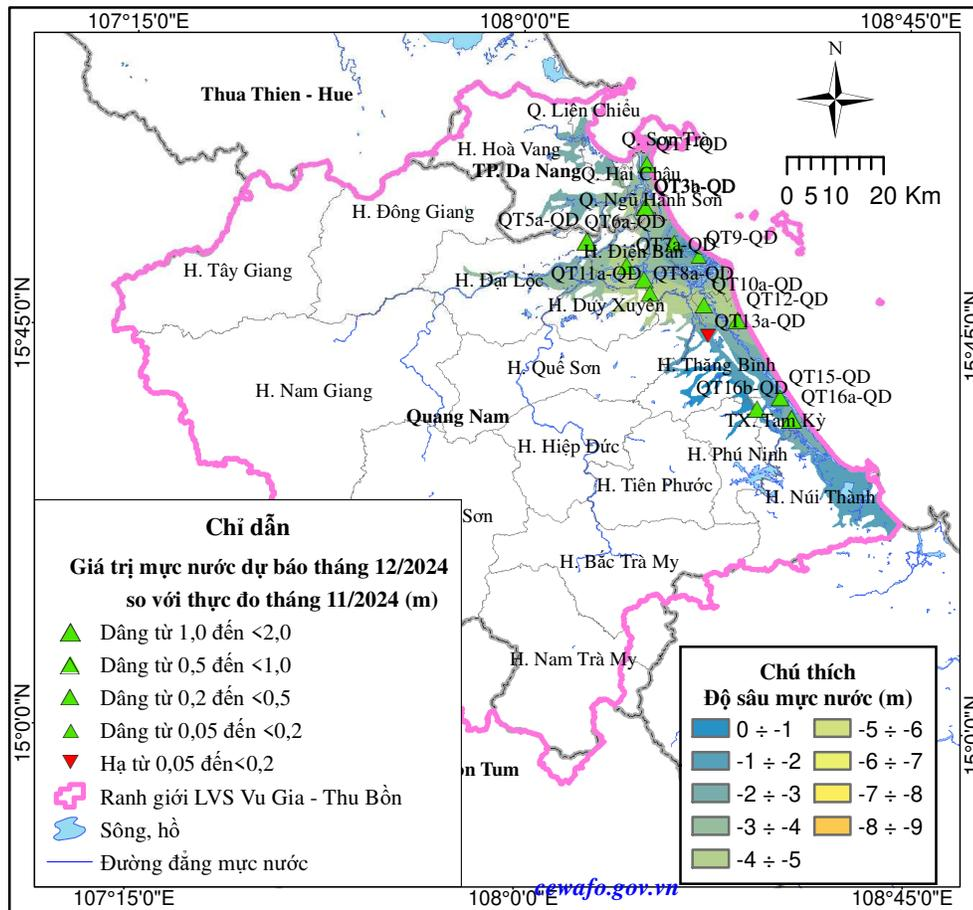 107°15'0"E
108°00'0"E
108°45'0"E
N
Thua Thien - Hue
Q. Liên Chiểu
Q. Sơn Trà
QT1-QD
H. Hoà Vang
TP. Da Nang
Q. Hải Châu
0 5 10 20 Km
QT3b-QD
Q. Ngũ Hành Sơn
H. Đông Giang
QT5a-QD
QT6a-QD
QT9-QD
H. Điện Bàn
QT7a-QD
H. Tây Giang
H. Đại Lộc
QT11a-QD
QT8a-QD
QT10a-QD
H. Duy Xuyên
QT12-QD
QT13a-QD
15°45'0"N
15°45'0"N
H. Quế Sơn
H. Thăng Bình
H. Nam Giang
QT15-QD
QT16b-QD
QT16a-QD
Quang Nam
TX. Tam Kỳ
H. Hiệp Đức
H. Phú Ninh
H. Tiên Phước
H. Núi Thành
Sơn
H. Bắc Trà My
H. Nam Trà My
15°0'0"N
15°0'0"N
on Tum
Chỉ dẫn
Giá trị mực nước dự báo tháng 12/2024
so với thực đo tháng 11/2024 (m)
Dâng từ 1,0 đến <2,0
Dâng từ 0,5 đến <1,0
Dâng từ 0,2 đến <0,5
Dâng từ 0,05 đến <0,2
Hạ từ 0,05 đến<0,2
Ranh giới LVS Vu Gia - Thu Bồn
Sông, hồ
Đường đẳng mực nước
Chú thích
Độ sâu mực nước (m)
0 ÷ -1
-1 ÷ -2
-2 ÷ -3
-3 ÷ -4
-4 ÷ -5
-5 ÷ -6
-6 ÷ -7
-7 ÷ -8
-8 ÷ -9
cewafo.gov.vn
107°15'0"E
108°00'0"E
108°45'0"E